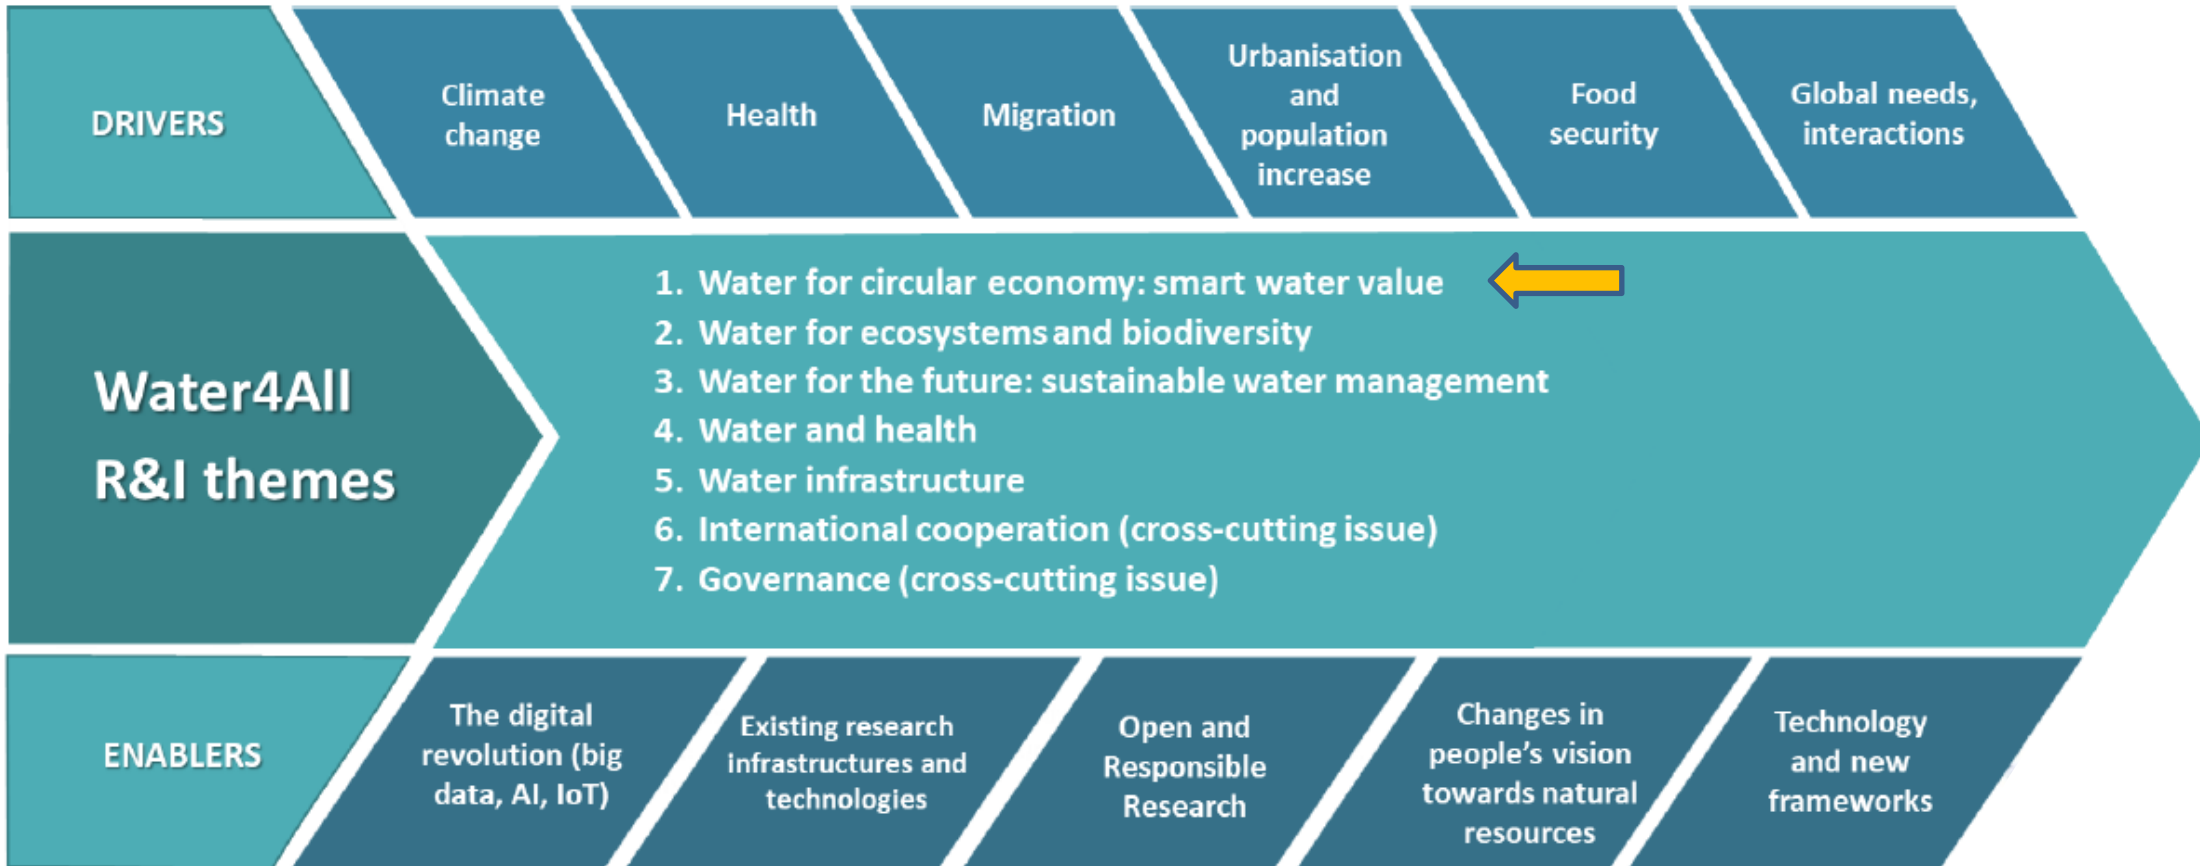 DRIVERS
Climate
change
Health
Migration
Urbanisation
and
population
increase
Food
security
Global needs,
interactions
Water4All
R&I themes
1. Water for circular economy: smart water value
2. Water for ecosystems and biodiversity
3. Water for the future: sustainable water management
4. Water and health
5. Water infrastructure
6. International cooperation (cross-cutting issue)
7. Governance (cross-cutting issue)
ENABLERS
The digital
revolution (big
data, AI, IoT)
Existing research
infrastructures and
technologies
Open and
Responsible
Research
Changes in
people’s vision
towards natural
resources
Technology
and new
frameworks